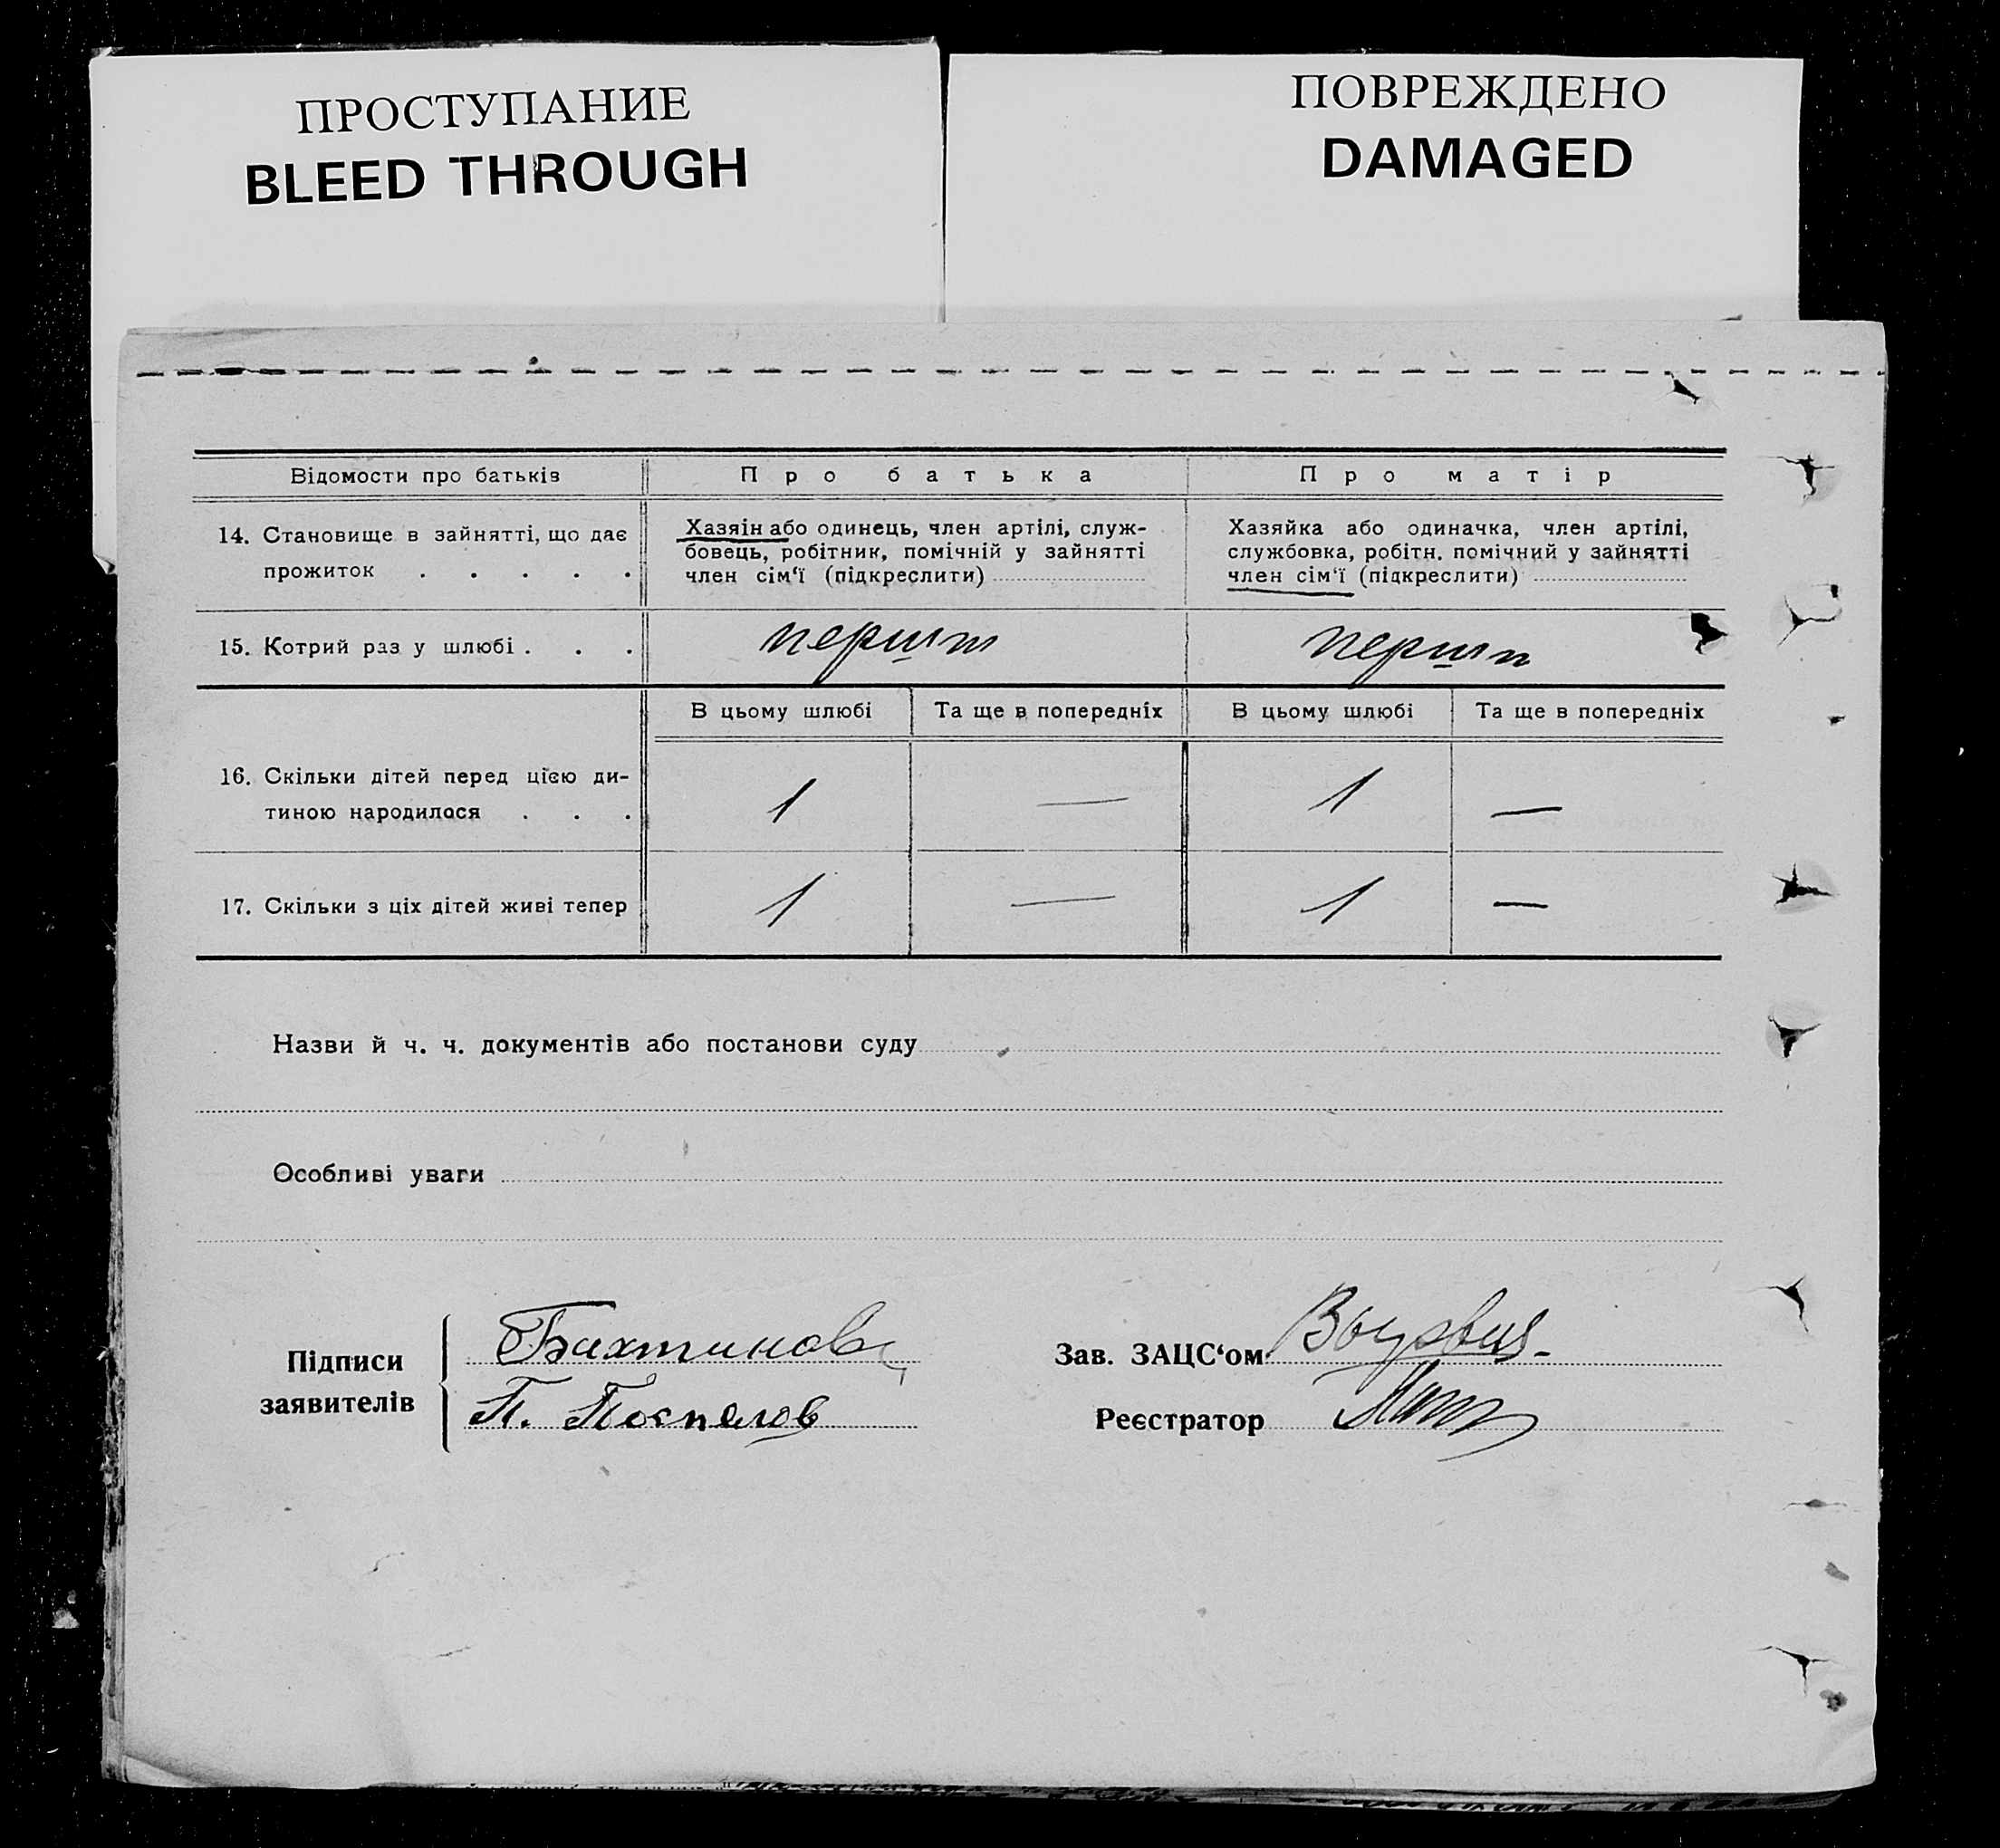 ПРОСТУПАНИЕ
BLEED THROUGH
ПОВРЕЖДЕНО
DAMAGED
Відомости про батьків
Про батька
Про матір
14. Становище в зайнятті, що дає
прожиток . . . . .
Хазяін або одинець, член артілі, служ-
бовець, робітник, помічній у зайнятті
член сім‘ї (підкреслити)
Хазяйка або одиначка, член артілі,
службовка, робітн. помічний у зайнятті
член сім‘ї (підкреслити)
15. Котрий раз у шлюбі . . .
перший
перший
В цьому шлюбі
Та ще в попередніх
В цьому шлюбі
Та ще в попередніх
16. Скільки дітей перед цією ди-
тиною народилося . . .
1
—
1
—
17. Скільки з ціх дітей живі тепер
1
—
1
—
Назви й ч. ч. документів або постанови суду
Особливі уваги
Підписи
заявителів
Бахтинов
П. Поспелов
Зав. ЗАЦС‘ом
Реєстратор